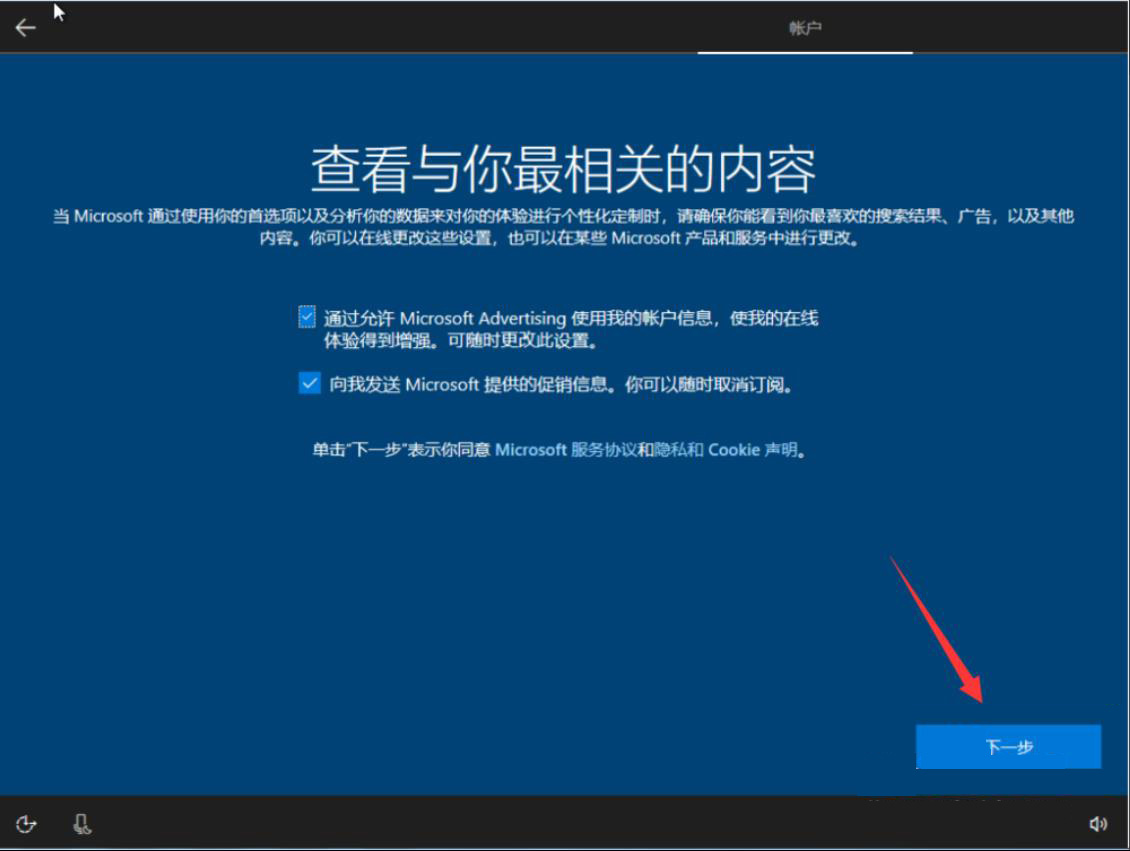 帐户
查看与你最相关的内容
当 Microsoft 通过使用你的首选项以及分析你的数据来对你的体验进行个性化定制时，请确保你能看到你最喜欢的搜索结果、广告，以及其他
内容。你可以在线更改这些设置，也可以在某些 Microsoft 产品和服务中进行更改。
通过允许 Microsoft Advertising 使用我的帐户信息，使我的在线
体验得到增强。可随时更改此设置。
向我发送 Microsoft 提供的促销信息。你可以随时取消订阅。
单击"下一步"表示你同意 Microsoft 服务协议和隐私和 Cookie 声明。
下一步